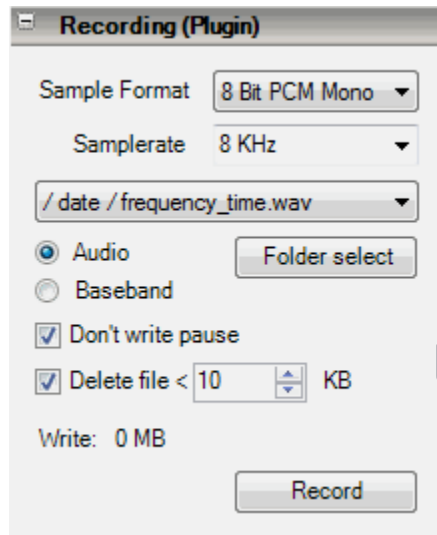 Recording (Plugin)
Sample Format 8 Bit PCM Mono
Samplerate 8 KHz
/ date / frequency_time.wav
Audio Folder select
Baseband
Don't write pause
Delete file < 10 KB
Write: 0 MB
Record